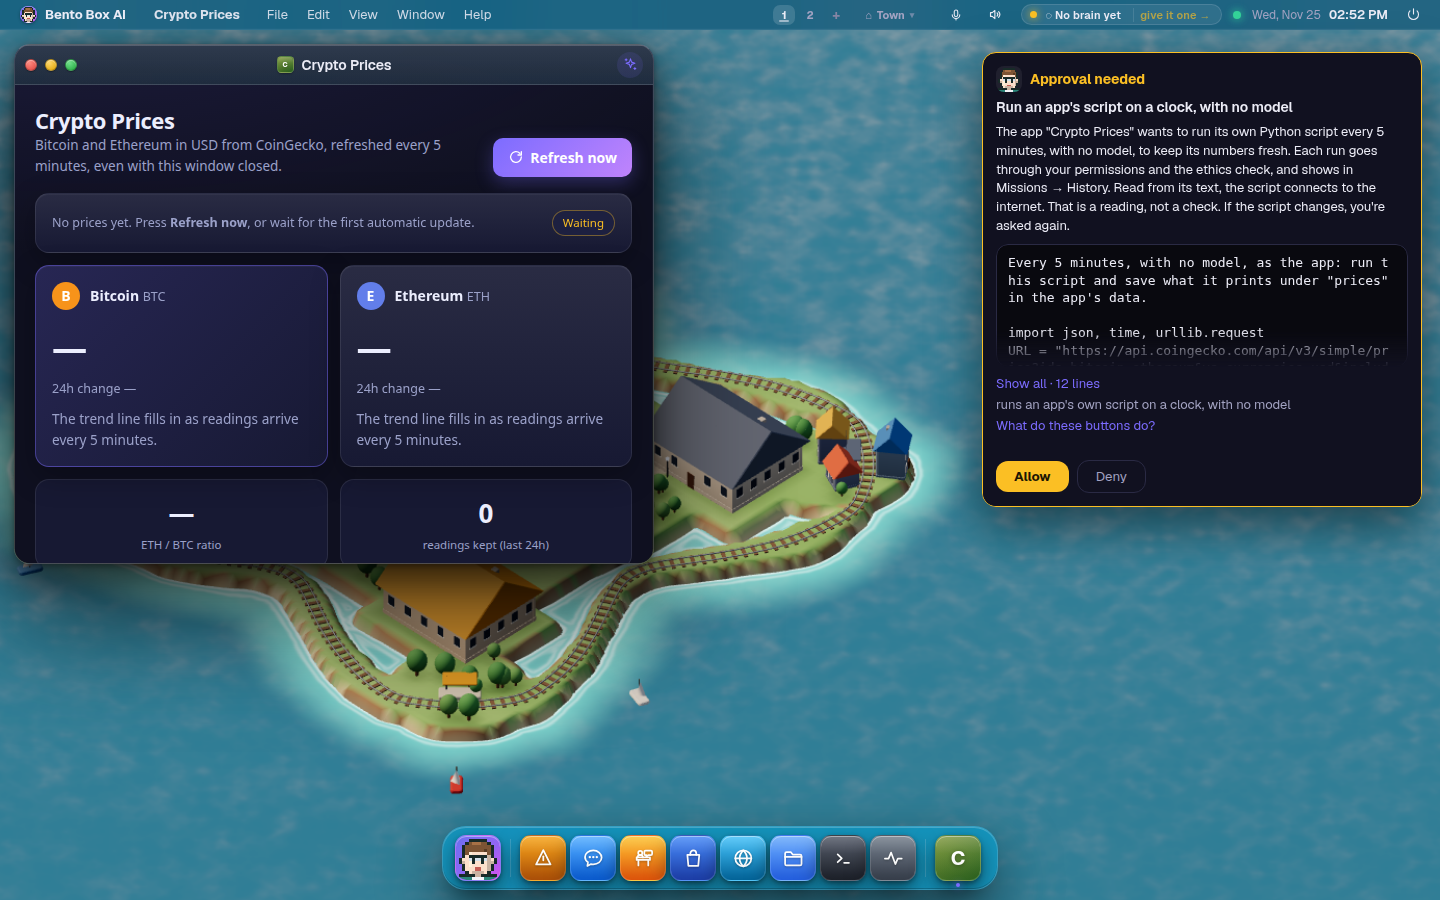 Bento Box AI Crypto Prices File Edit View Window Help 1 2 + Town ▾ No brain yet give it one → Wed, Nov 25 02:52 PM
C Crypto Prices
Crypto Prices
Bitcoin and Ethereum in USD from CoinGecko, refreshed every 5
minutes, even with this window closed.
Refresh now
No prices yet. Press Refresh now, or wait for the first automatic update.
Waiting
B Bitcoin BTC
—
24h change —
The trend line fills in as readings arrive
every 5 minutes.
E Ethereum ETH
—
24h change —
The trend line fills in as readings arrive
every 5 minutes.
—
ETH / BTC ratio
0
readings kept (last 24h)
Approval needed
Run an app's script on a clock, with no model
The app "Crypto Prices" wants to run its own Python script every 5
minutes, with no model, to keep its numbers fresh. Each run goes
through your permissions and the ethics check, and shows in
Missions → History. Read from its text, the script connects to the
internet. That is a reading, not a check. If the script changes, you're
asked again.
Every 5 minutes, with no model, as the app: run t
his script and save what it prints under "prices"
in the app's data.
import json, time, urllib.request
URL = "https://api.coingecko.com/api/v3/simple/pr
Show all · 12 lines
runs an app's own script on a clock, with no model
What do these buttons do?
Allow
Deny
C